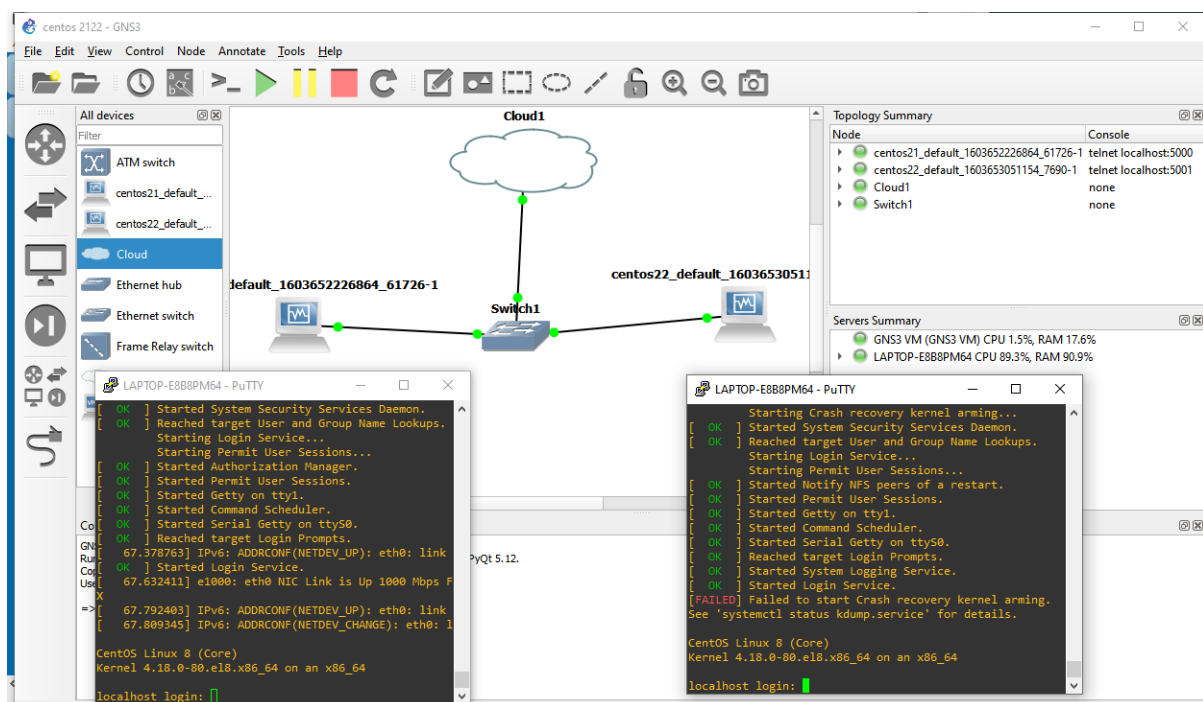 centos 2122 - GNS3
File Edit View Control Node Annotate Tools Help
All devices
Filter
ATM switch
centos21_default_...
centos22_default_...
Cloud
Ethernet hub
Ethernet switch
Frame Relay switch
Cloud1
default_1603652226864_61726-1
centos22_default_16036530511
Switch1
Topology Summary
Node Console
centos21_default_1603652226864_61726-1 telnet localhost:5000
centos22_default_1603653051154_7690-1 telnet localhost:5001
Cloud1 none
Switch1 none
Servers Summary
GNS3 VM (GNS3 VM) CPU 1.5%, RAM 17.6%
LAPTOP-E8B8PM64 CPU 89.3%, RAM 90.9%
Co
GN
Run
Cop
Use
=>
PyQt 5.12.
LAPTOP-E8B8PM64 - PuTTY
[ OK ] Started System Security Services Daemon.
[ OK ] Reached target User and Group Name Lookups.
Starting Login Service...
Starting Permit User Sessions...
[ OK ] Started Authorization Manager.
[ OK ] Started Permit User Sessions.
[ OK ] Started Getty on tty1.
[ OK ] Started Command Scheduler.
[ OK ] Started Serial Getty on ttyS0.
[ OK ] Reached target Login Prompts.
[ 67.378763] IPv6: ADDRCONF(NETDEV_UP): eth0: link
[ OK ] Started Login Service.
[ 67.632411] e1000: eth0 NIC Link is Up 1000 Mbps F
X
[ 67.792403] IPv6: ADDRCONF(NETDEV_UP): eth0: link
[ 67.809345] IPv6: ADDRCONF(NETDEV_CHANGE): eth0: l
CentOS Linux 8 (Core)
Kernel 4.18.0-80.el8.x86_64 on an x86_64
localhost login:
LAPTOP-E8B8PM64 - PuTTY
Starting Crash recovery kernel arming...
[ OK ] Started System Security Services Daemon.
[ OK ] Reached target User and Group Name Lookups.
Starting Login Service...
Starting Permit User Sessions...
[ OK ] Started Notify NFS peers of a restart.
[ OK ] Started Permit User Sessions.
[ OK ] Started Getty on tty1.
[ OK ] Started Command Scheduler.
[ OK ] Started Serial Getty on ttyS0.
[ OK ] Reached target Login Prompts.
[ OK ] Started System Logging Service.
[ OK ] Started Login Service.
[FAILED] Failed to start Crash recovery kernel arming.
See 'systemctl status kdump.service' for details.
CentOS Linux 8 (Core)
Kernel 4.18.0-80.el8.x86_64 on an x86_64
localhost login: